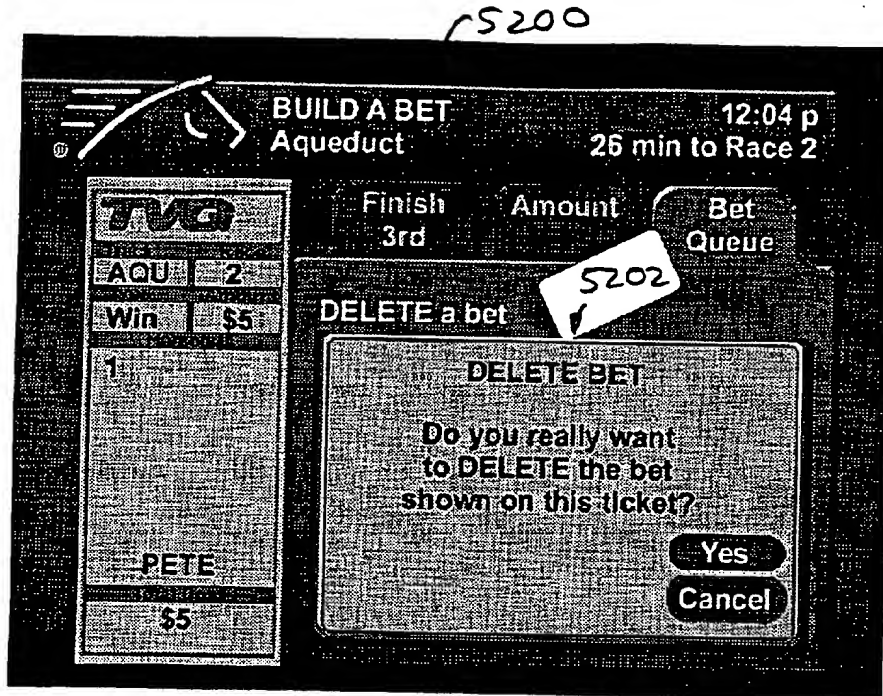 5200
BUILD A BET
Aqueduct
12:04 p
26 min to Race 2
®
TVG
AQU 2
Win $5
1
PETE
$5
Finish
3rd
Amount
Bet
Queue
5202
DELETE a bet
DELETE BET
Do you really want
to DELETE the bet
shown on this ticket?
Yes
Cancel